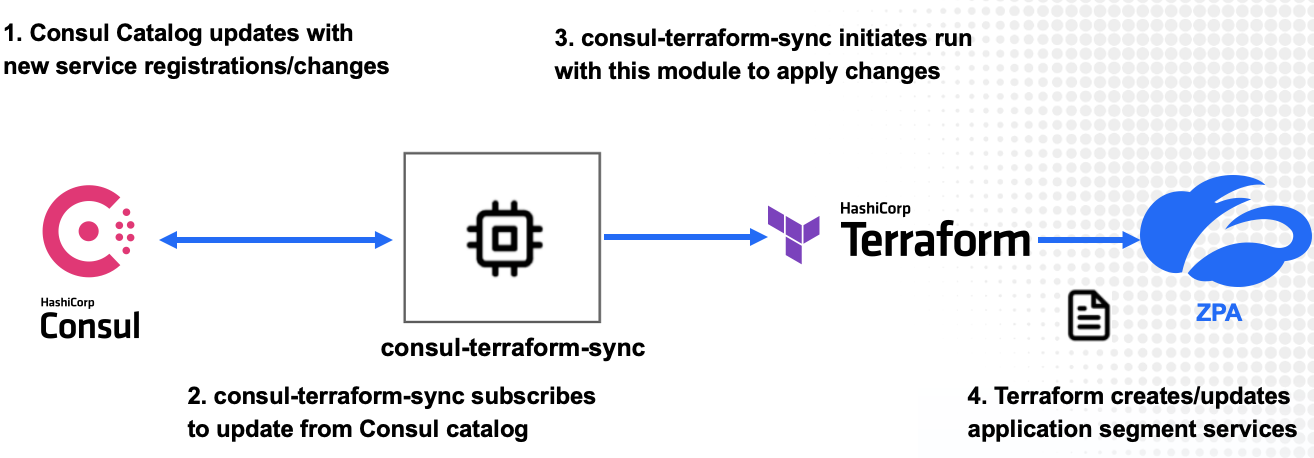 1. Consul Catalog updates with
new service registrations/changes
3. consul-terraform-sync initiates run
with this module to apply changes
HashiCorp
Consul
consul-terraform-sync
HashiCorp
Terraform
ZPA
2. consul-terraform-sync subscribes
to update from Consul catalog
4. Terraform creates/updates
application segment services